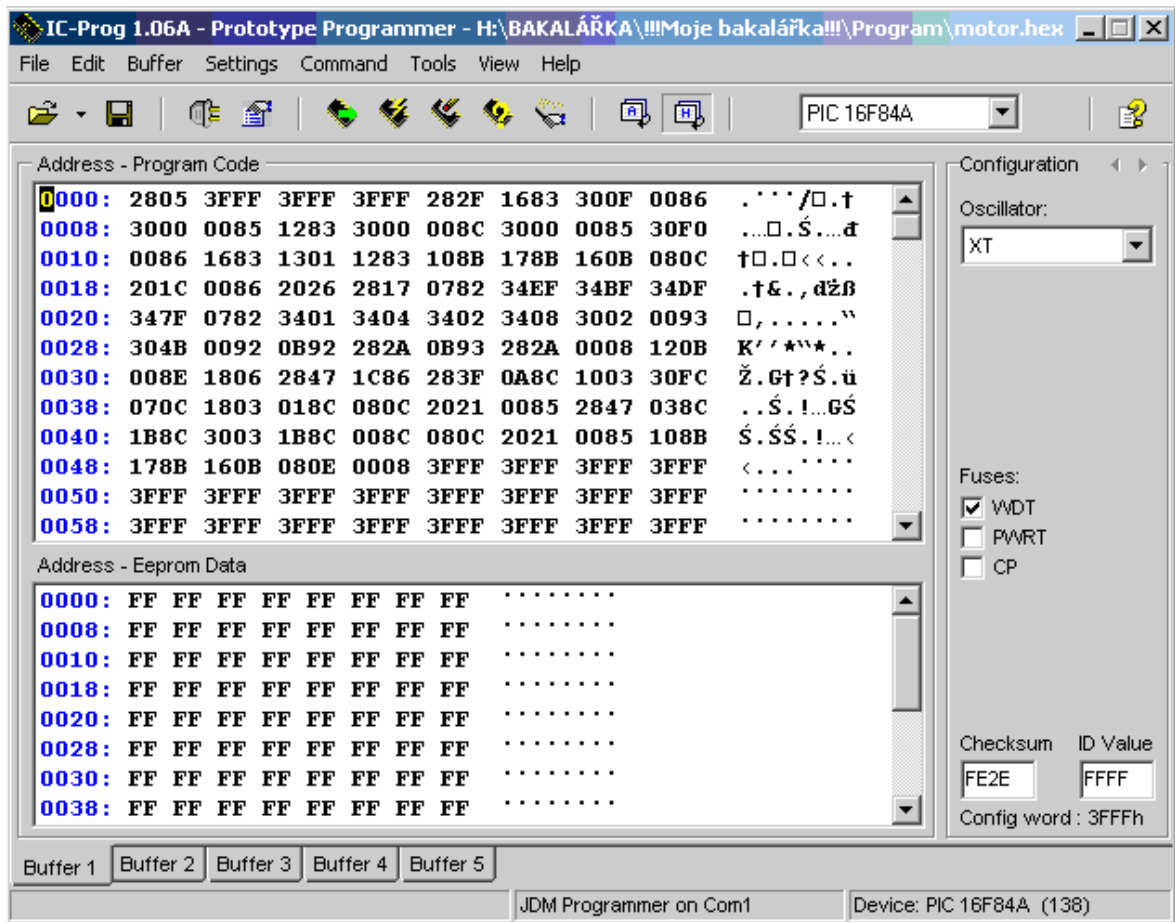 IC-Prog 1.06A - Prototype Programmer - H:\BAKALÁŘKA\!!!Moje bakalářka!!!\Program\motor.hex
File Edit Buffer Settings Command Tools View Help
PIC 16F84A
Address - Program Code
0000: 2805 3FFF 3FFF 3FFF 282F 1683 300F 0086
0008: 3000 0085 1283 3000 008C 3000 0085 30F0
0010: 0086 1683 1301 1283 108B 178B 160B 080C
0018: 201C 0086 2026 2817 0782 34EF 34BF 34DF
0020: 347F 0782 3401 3404 3402 3408 3002 0093
0028: 304B 0092 0B92 282A 0B93 282A 0008 120B
0030: 008E 1806 2847 1C86 283F 0A8C 1003 30FC
0038: 070C 1803 018C 080C 2021 0085 2847 038C
0040: 1B8C 3003 1B8C 008C 080C 2021 0085 108B
0048: 178B 160B 080E 0008 3FFF 3FFF 3FFF 3FFF
0050: 3FFF 3FFF 3FFF 3FFF 3FFF 3FFF 3FFF 3FFF
0058: 3FFF 3FFF 3FFF 3FFF 3FFF 3FFF 3FFF 3FFF
Address - Eeprom Data
0000: FF FF FF FF FF FF FF FF ········
0008: FF FF FF FF FF FF FF FF ········
0010: FF FF FF FF FF FF FF FF ········
0018: FF FF FF FF FF FF FF FF ········
0020: FF FF FF FF FF FF FF FF ········
0028: FF FF FF FF FF FF FF FF ········
0030: FF FF FF FF FF FF FF FF ········
0038: FF FF FF FF FF FF FF FF ········
Configuration
Oscillator:
XT
Fuses:
WDT
PWRT
CP
Checksum ID Value
FE2E FFFF
Config word : 3FFFh
Buffer 1 Buffer 2 Buffer 3 Buffer 4 Buffer 5
JDM Programmer on Com1 Device: PIC 16F84A (138)